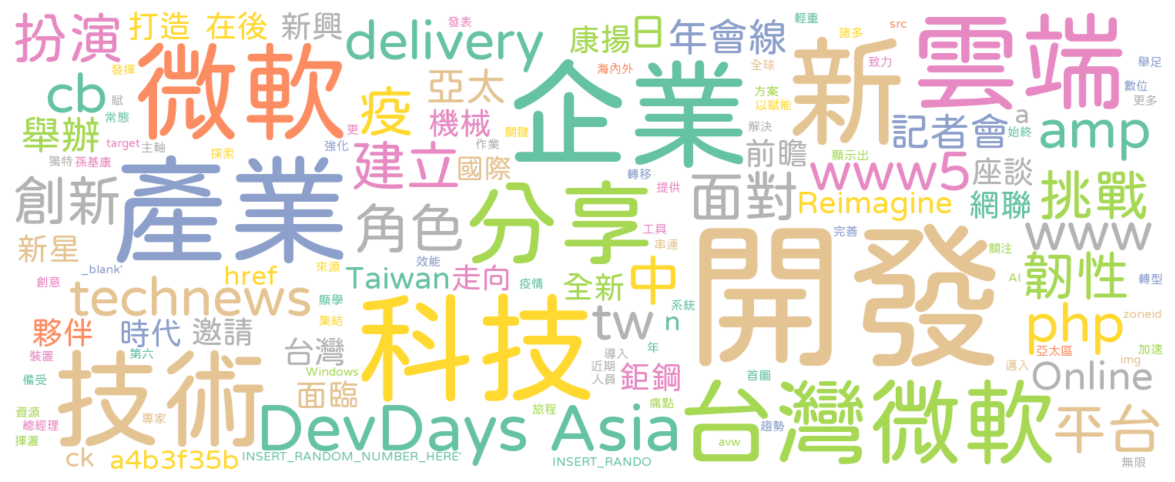 扮演 打造 在後 新興 delivery 發表 康揚 日 年會線 輕重 諸多 src 新 雲端
發揮 微軟 亞太 企業 海內外 全球 致力 舉足
cb 賦 常態 疫 機械 方案 以賦能 記者會 a 始終 數位 更多 amp
舉辦 target 主軸 更 關鍵 解決
獨特 孫基康 探索 強化 建立 作業 國際 轉移 前瞻 顯示出 www5 座談
創新 產業 角色 分享 提供 面對 Reimagine 網聯 挑戰
新星 工具 串連 開發 完善 關注 www
創意 _blank' href 來源 效能 Taiwan 走向 疫情 全新 中 AI 韌性 轉型
technews 顯學 科技 系統
夥伴 時代 邀請 集結 tw n php zoneid
裝置 第六 台灣 年 導入 亞太區 加速
備受 技術 Windows 近期 人員 鉅鋼 首圖 邁入 img Online
面臨
資源 總經理 專家 DevDays Asia 旅程 痛點 台灣微軟 趨勢 平台
揮灑 avw
ck a4b3f35b INSERT_RANDOM_NUMBER_HERE' INSERT_RANDO 無限